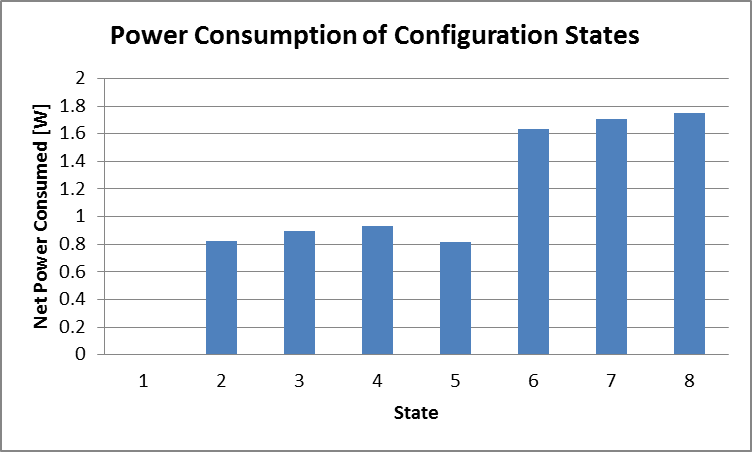 Power Consumption of Configuration States
Net Power Consumed [W]
2
1.8
1.6
1.4
1.2
1
0.8
0.6
0.4
0.2
0
1 2 3 4 5 6 7 8
State